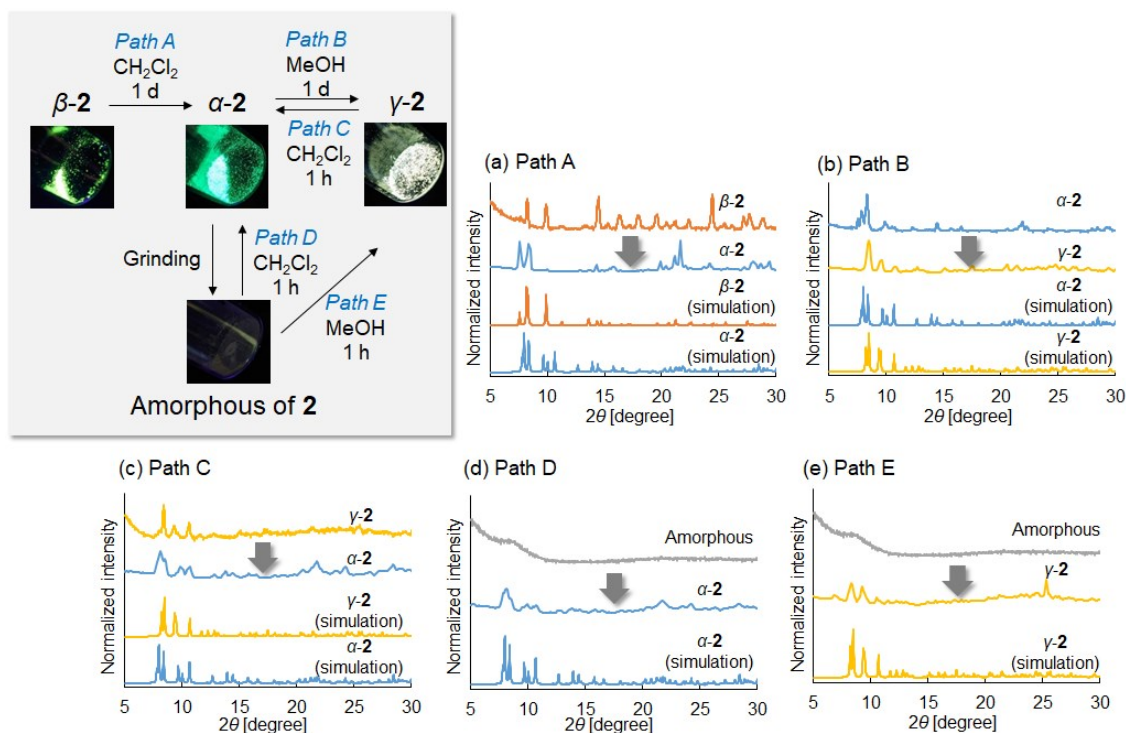 Path A
CH2Cl2
1 d
Path B
MeOH
1 d
β-2
α-2
γ-2
Path C
CH2Cl2
1 h
Grinding
Path D
CH2Cl2
1 h
Path E
MeOH
1 h
Amorphous of 2
(a) Path A
Normalized intensity
β-2
α-2
β-2
(simulation)
α-2
(simulation)
5 10 15 20 25 30
2θ [degree]
(b) Path B
Normalized intensity
α-2
γ-2
α-2
(simulation)
γ-2
(simulation)
5 10 15 20 25 30
2θ [degree]
(c) Path C
Normalized intensity
γ-2
α-2
γ-2
(simulation)
α-2
(simulation)
5 10 15 20 25 30
2θ [degree]
(d) Path D
Normalized intensity
Amorphous
α-2
α-2
(simulation)
5 10 15 20 25 30
2θ [degree]
(e) Path E
Normalized intensity
Amorphous
γ-2
γ-2
(simulation)
5 10 15 20 25 30
2θ [degree]